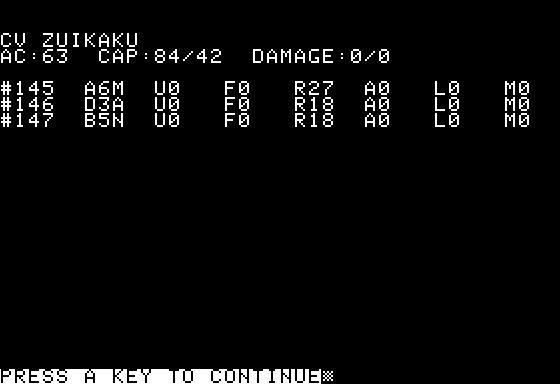 CV ZUIKAKU
AC:63  CAP:84/42  DAMAGE:0/0
#145  A6M  U0   F0   R27  A0   L0   M0
#146  D3A  U0   F0   R18  A0   L0   M0
#147  B5N  U0   F0   R18  A0   L0   M0
PRESS A KEY TO CONTINUE